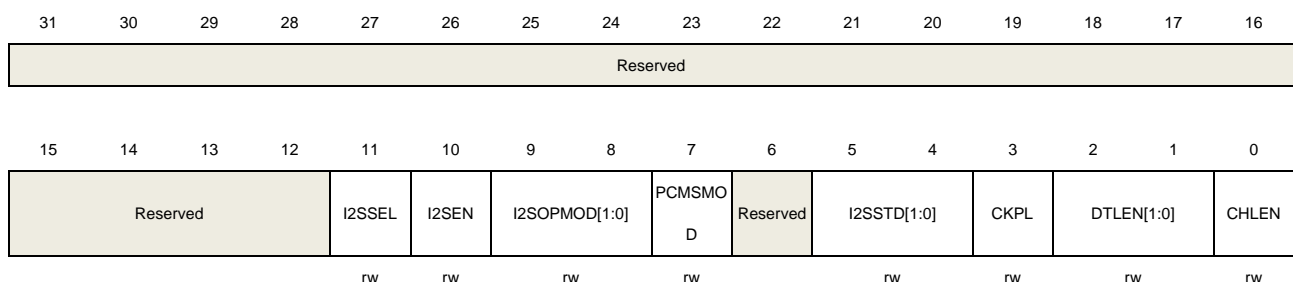 31 30 29 28 27 26 25 24 23 22 21 20 19 18 17 16
Reserved
15 14 13 12 11 10 9 8 7 6 5 4 3 2 1 0
Reserved I2SSEL I2SEN I2SOPMOD[1:0] PCMSMO
D Reserved I2SSTD[1:0] CKPL DTLEN[1:0] CHLEN
rw rw rw rw rw rw rw rw